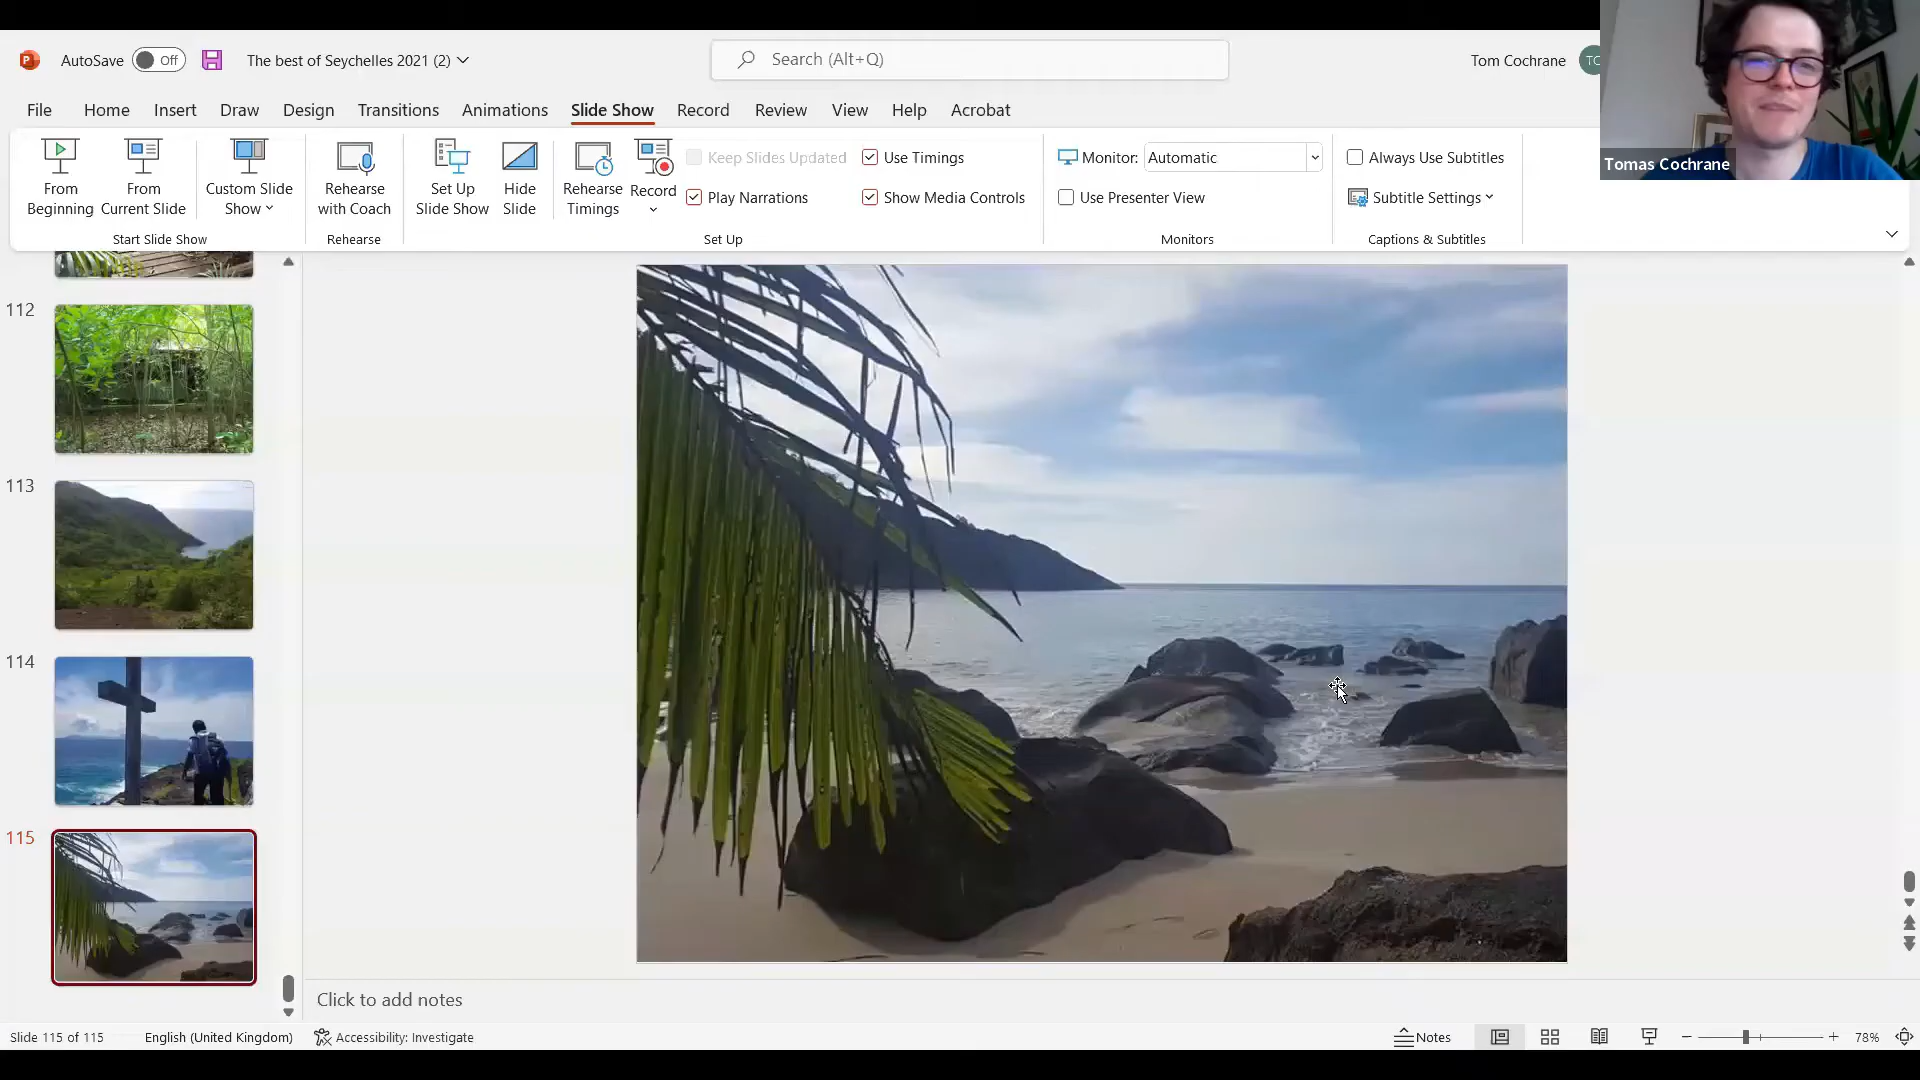 AutoSave Off The best of Seychelles 2021 (2) Search (Alt+Q) Tom Cochrane TC
File Home Insert Draw Design Transitions Animations Slide Show Record Review View Help Acrobat
From Beginning
From Current Slide
Custom Slide Show
Start Slide Show
Rehearse with Coach
Rehearse
Set Up Slide Show
Hide Slide
Rehearse Timings
Record
Keep Slides Updated
Use Timings
Play Narrations
Show Media Controls
Set Up
Monitor: Automatic
Use Presenter View
Monitors
Always Use Subtitles
Subtitle Settings
Captions & Subtitles
Tomas Cochrane
112
113
114
115
Click to add notes
Slide 115 of 115 English (United Kingdom) Accessibility: Investigate Notes 78%